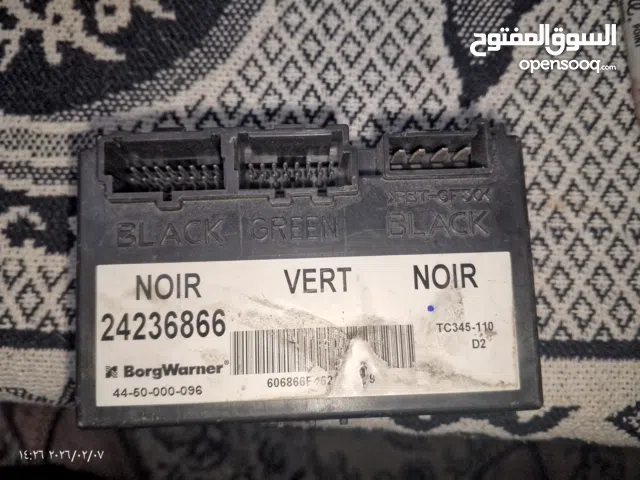 السوق المفتوح
opensooq.com
BLACK GREEN BLACK
NOIR VERT NOIR
24236866
TC345-110
D2
BorgWarner
44-50-000-096
١٤:٢٦ ٢٠٢٦/٠٢/٠٧